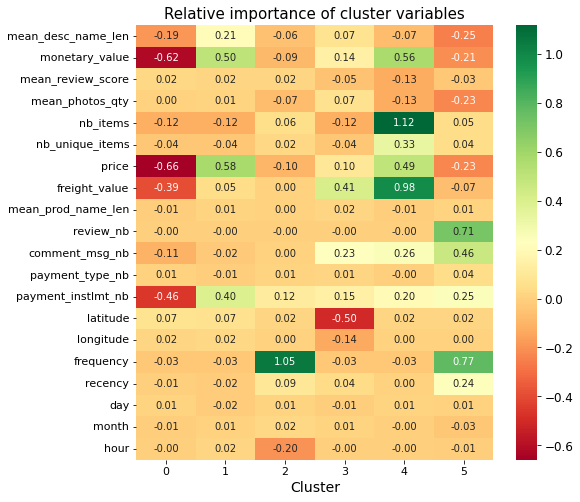 Relative importance of cluster variables
mean_desc_name_len -0.19 0.21 -0.06 0.07 -0.07 -0.25
monetary_value -0.62 0.50 -0.09 0.14 0.56 -0.21
mean_review_score 0.02 0.02 0.02 -0.05 -0.13 -0.03
mean_photos_qty 0.00 0.01 -0.07 0.07 -0.13 -0.23
nb_items -0.12 -0.12 0.06 -0.12 1.12 0.05
nb_unique_items -0.04 -0.04 0.02 -0.04 0.33 0.04
price -0.66 0.58 -0.10 0.10 0.49 -0.23
freight_value -0.39 0.05 0.00 0.41 0.98 -0.07
mean_prod_name_len -0.01 0.01 0.00 0.02 -0.01 0.01
review_nb -0.00 -0.00 -0.00 -0.00 -0.00 0.71
comment_msg_nb -0.11 -0.02 0.00 0.23 0.26 0.46
payment_type_nb 0.01 -0.01 0.01 0.01 -0.00 0.04
payment_instlmt_nb -0.46 0.40 0.12 0.15 0.20 0.25
latitude 0.07 0.07 0.02 -0.50 0.02 0.02
longitude 0.02 0.02 0.00 -0.14 0.00 0.00
frequency -0.03 -0.03 1.05 -0.03 -0.03 0.77
recency -0.01 -0.02 0.09 0.04 0.00 0.24
day 0.01 -0.02 0.01 -0.01 0.01 0.01
month -0.01 0.01 0.02 0.01 -0.00 -0.03
hour -0.00 0.02 -0.20 -0.00 -0.00 -0.01
0 1 2 3 4 5
Cluster
1.0
0.8
0.6
0.4
0.2
0.0
−0.2
−0.4
−0.6